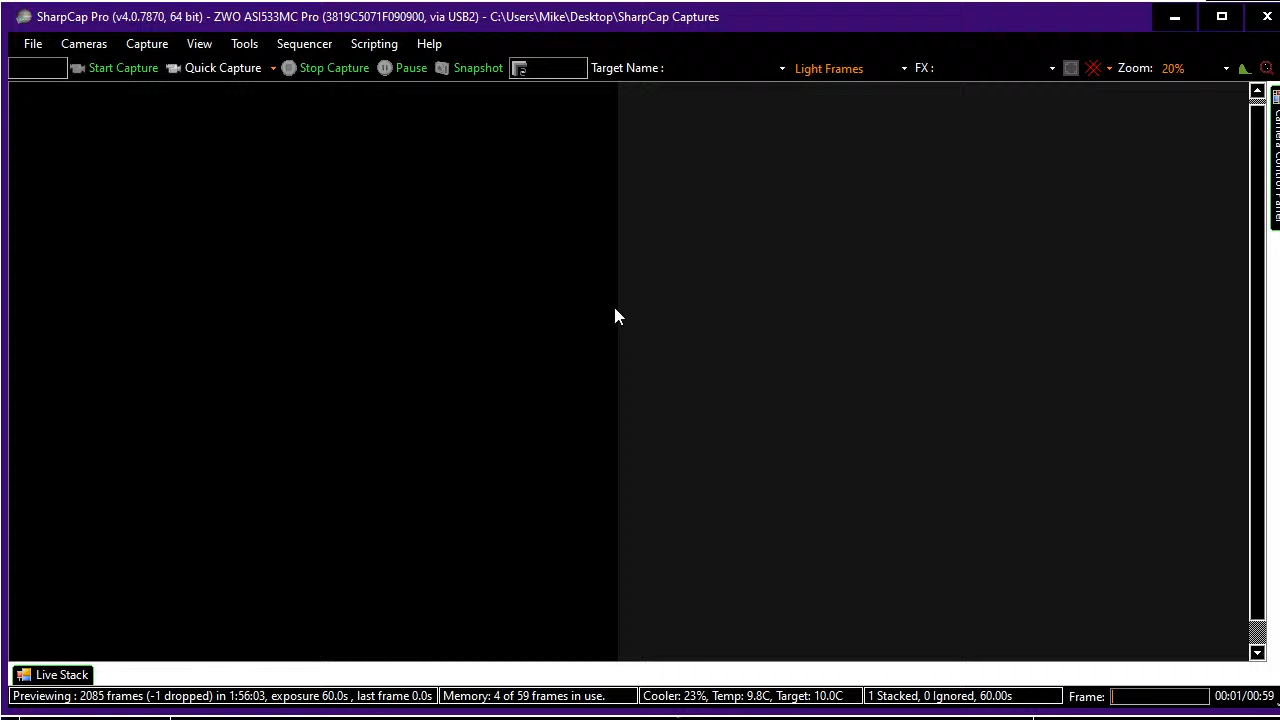 SharpCap Pro (v4.0.7870, 64 bit) - ZWO ASI533MC Pro (3819C5071F090900, via USB2) - C:\Users\Mike\Desktop\SharpCap Captures
File Cameras Capture View Tools Sequencer Scripting Help
Start Capture Quick Capture Stop Capture Pause Snapshot Target Name : Light Frames FX : Zoom: 20%
Camera Control Panel
Live Stack
Previewing : 2085 frames (-1 dropped) in 1:56:03, exposure 60.0s , last frame 0.0s Memory: 4 of 59 frames in use. Cooler: 23%, Temp: 9.8C, Target: 10.0C 1 Stacked, 0 Ignored, 60.00s Frame: 00:01/00:59